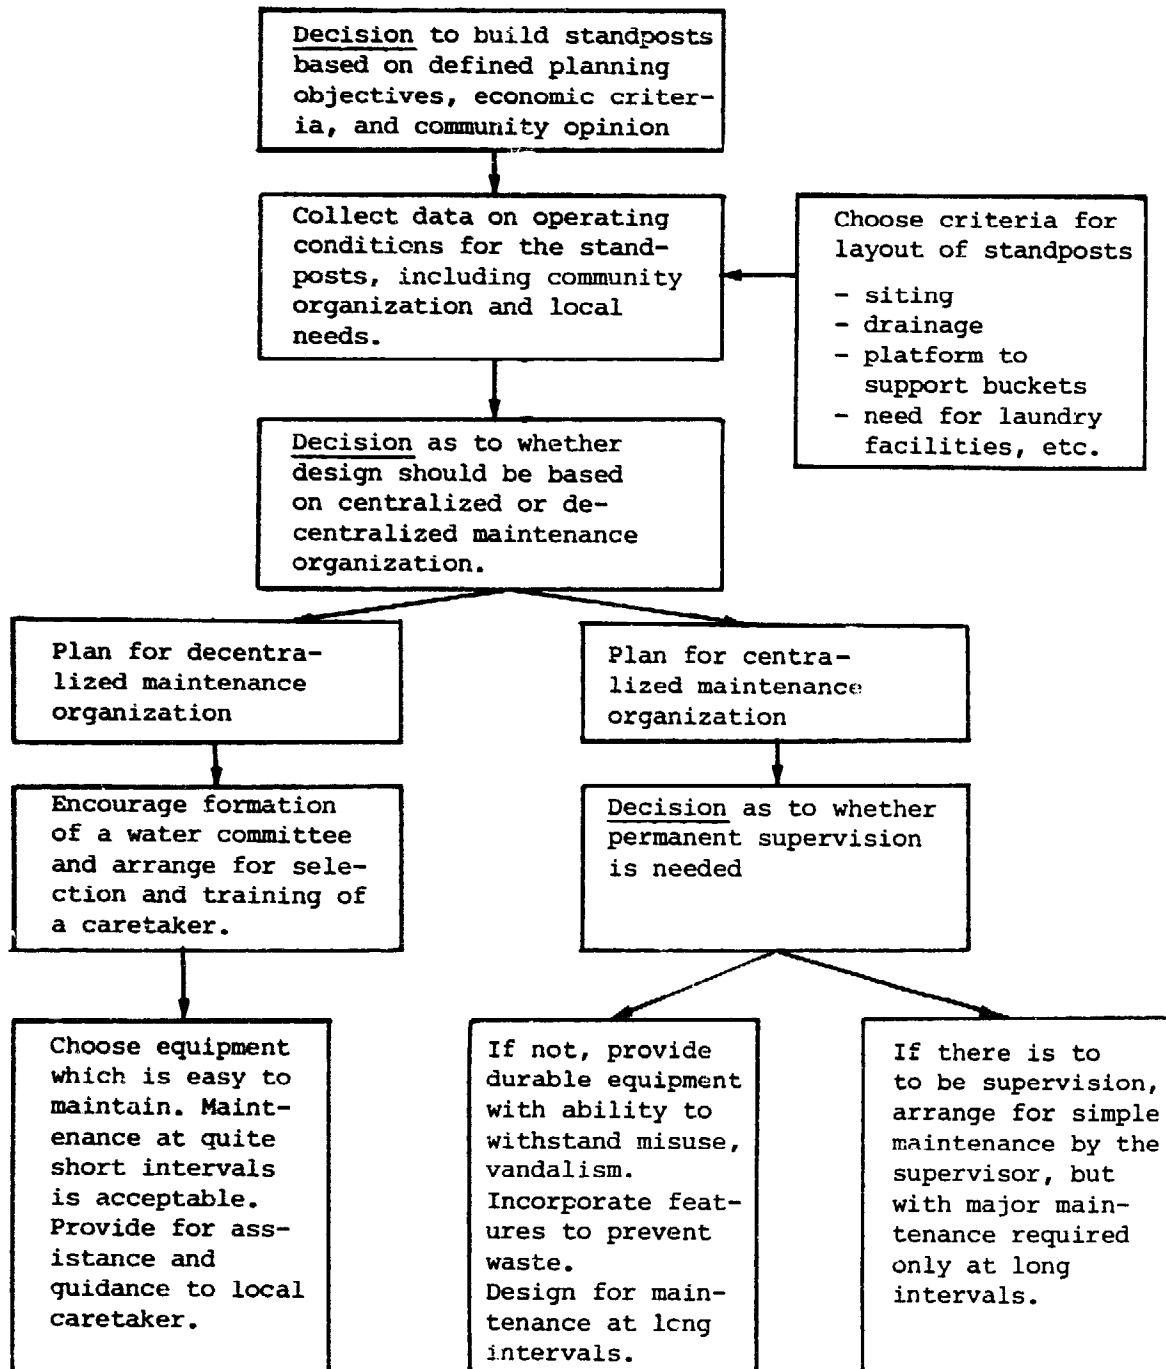 Decision to build standposts
based on defined planning
objectives, economic criter-
ia, and community opinion
Collect data on operating
conditions for the stand-
posts, including community
organization and local
needs.
Choose criteria for
layout of standposts
- siting
- drainage
- platform to
support buckets
- need for laundry
facilities, etc.
Decision as to whether
design should be based
on centralized or de-
centralized maintenance
organization.
Plan for decentra-
lized maintenance
organization
Plan for centra-
lized maintenance
organization
Encourage formation
of a water committee
and arrange for sele-
ction and training of
a caretaker.
Decision as to whether
permanent supervision
is needed
Choose equipment
which is easy to
maintain. Maint-
enance at quite
short intervals
is acceptable.
Provide for ass-
istance and
guidance to local
caretaker.
If not, provide
durable equipment
with ability to
withstand misuse,
vandalism.
Incorporate feat-
ures to prevent
waste.
Design for main-
tenance at long
intervals.
If there is to
to be supervision,
arrange for simple
maintenance by the
supervisor, but
with major main-
tenance required
only at long
intervals.